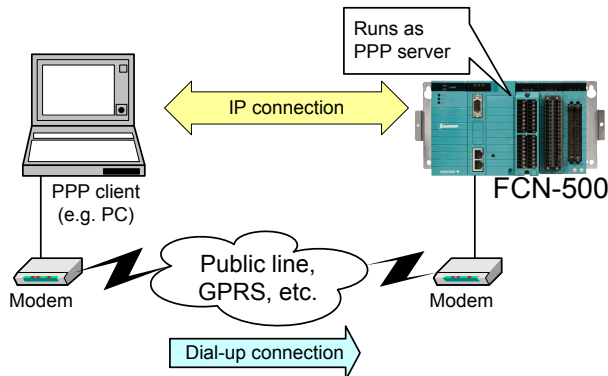 Runs as
PPP server
IP connection
FCN-500
PPP client
(e.g. PC)
Public line,
GPRS, etc.
Modem
Modem
Dial-up connection